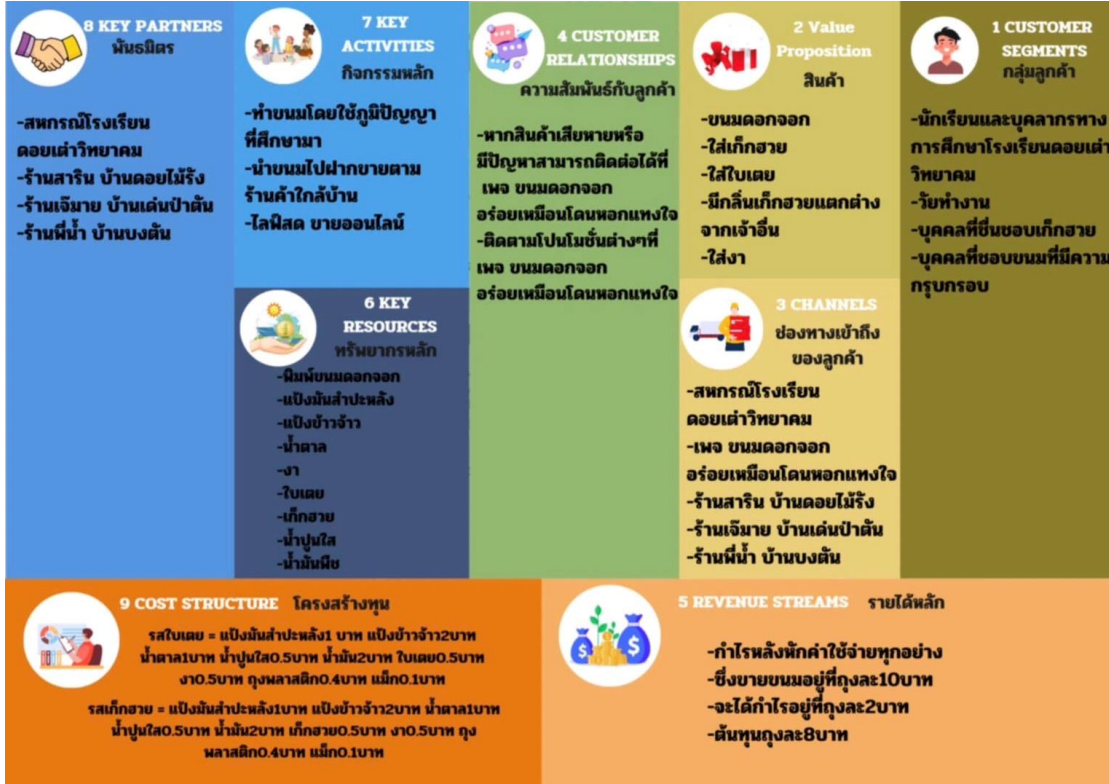 8 KEY PARTNERS
พันธมิตร
-สหกรณ์โรงเรียน
ดอยเต่าวิทยาคม
-ร้านสาริน บ้านดอยไม้รัง
-ร้านเจ๊มาย บ้านเด่นป่าตัน
-ร้านพี่น้ำ บ้านบงตัน
7 KEY
ACTIVITIES
กิจกรรมหลัก
-ทำขนมโดยใช้ภูมิปัญญา
ที่ศึกษามา
-นำขนมไปฝากขายตาม
ร้านค้าใกล้บ้าน
-ไลฟ์สด ขายออนไลน์
6 KEY
RESOURCES
ทรัพยากรหลัก
-พิมพ์ขนมดอกจอก
-แป้งมันสำปะหลัง
-แป้งข้าวจ้าว
-น้ำตาล
-งา
-ใบเตย
-เก็กฮวย
-น้ำปูนใส
-น้ำมันพืช
4 CUSTOMER
RELATIONSHIPS
ความสัมพันธ์กับลูกค้า
-หากสินค้าเสียหายหรือ
มีปัญหาสามารถติดต่อได้ที่
เพจ ขนมดอกจอก
อร่อยเหมือนโดนหอกแทงใจ
-ติดตามโปนโมชั่นต่างๆที่
เพจ ขนมดอกจอก
อร่อยเหมือนโดนหอกแทงใจ
2 Value
Proposition
สินค้า
-ขนมดอกจอก
-ใส่เก็กฮวย
-ใส่ใบเตย
-มีกลิ่นเก็กฮวยแตกต่าง
จากเจ้าอื่น
-ใส่งา
3 CHANNELS
ช่องทางเข้าถึง
ของลูกค้า
-สหกรณ์โรงเรียน
ดอยเต่าวิทยาคม
-เพจ ขนมดอกจอก
อร่อยเหมือนโดนหอกแทงใจ
-ร้านสาริน บ้านดอยไม้รัง
-ร้านเจ๊มาย บ้านเด่นป่าตัน
-ร้านพี่น้ำ บ้านบงตัน
1 CUSTOMER
SEGMENTS
กลุ่มลูกค้า
-นักเรียนและบุคลากรทาง
การศึกษาโรงเรียนดอยเต่า
วิทยาคม
-วัยทำงาน
-บุคคลที่ชื่นชอบเก็กฮวย
-บุคคลที่ชอบขนมที่มีความ
กรุบกรอบ
9 COST STRUCTURE โครงสร้างทุน
รสใบเตย = แป้งมันสำปะหลัง1 บาท แป้งข้าวจ้าว2บาท
น้ำตาล1บาท น้ำปูนใส0.5บาท น้ำมัน2บาท ใบเตย0.5บาท
งา0.5บาท ถุงพลาสติก0.4บาท แม็ก0.1บาท
รสเก็กฮวย = แป้งมันสำปะหลัง1บาท แป้งข้าวจ้าว2บาท น้ำตาล1บาท
น้ำปูนใส0.5บาท น้ำมัน2บาท เก็กฮวย0.5บาท งา0.5บาท ถุง
พลาสติก0.4บาท แม็ก0.1บาท
5 REVENUE STREAMS รายได้หลัก
-กำไรหลังหักค่าใช้จ่ายทุกอย่าง
-ซึ่งขายขนมอยู่ที่ถุงละ10บาท
-จะได้กำไรอยู่ที่ถุงละ2บาท
-ต้นทุนถุงละ8บาท